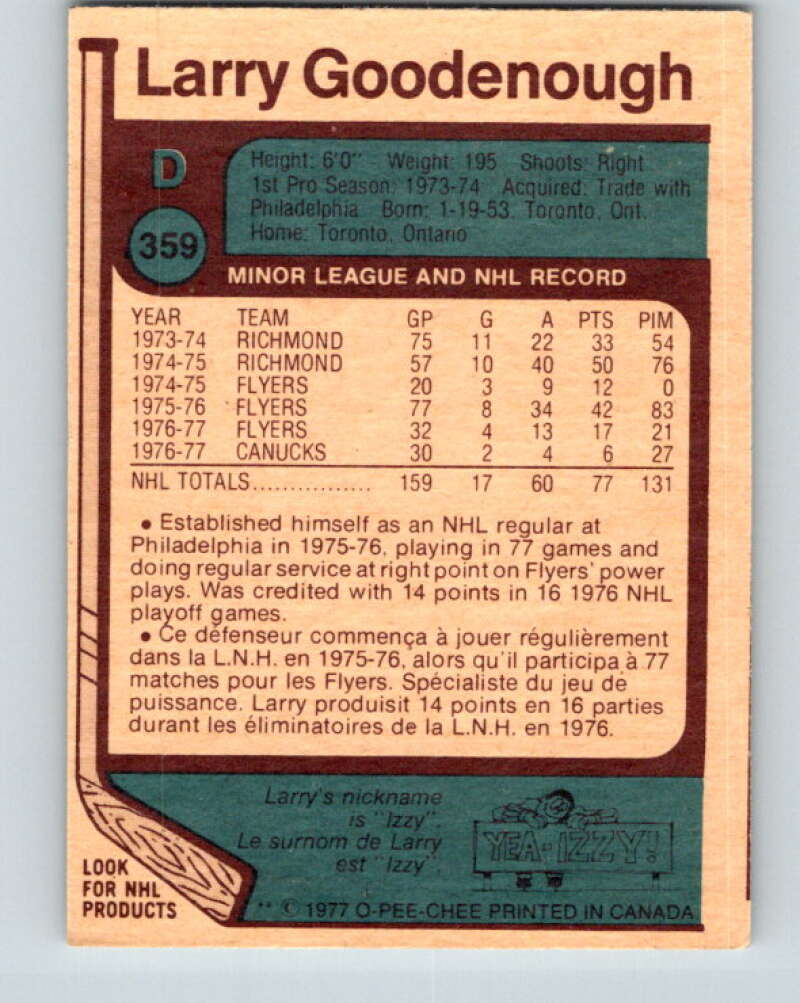 Larry Goodenough
D
359
Height: 6'0" Weight: 195 Shoots: Right
1st Pro Season: 1973-74 Acquired: Trade with
Philadelphia Born: 1-19-53, Toronto, Ont.
Home: Toronto, Ontario
MINOR LEAGUE AND NHL RECORD
YEAR TEAM GP G A PTS PIM
1973-74 RICHMOND 75 11 22 33 54
1974-75 RICHMOND 57 10 40 50 76
1974-75 FLYERS 20 3 9 12 0
1975-76 FLYERS 77 8 34 42 83
1976-77 FLYERS 32 4 13 17 21
1976-77 CANUCKS 30 2 4 6 27
NHL TOTALS................ 159 17 60 77 131
• Established himself as an NHL regular at
Philadelphia in 1975-76, playing in 77 games and
doing regular service at right point on Flyers' power
plays. Was credited with 14 points in 16 1976 NHL
playoff games.
• Ce défenseur commença à jouer régulièrement
dans la L.N.H. en 1975-76, alors qu'il participa à 77
matches pour les Flyers. Spécialiste du jeu de
puissance. Larry produisit 14 points en 16 parties
durant les éliminatoires de la L.N.H. en 1976.
Larry's nickname
is "Izzy".
Le surnom de Larry
est "Izzy".
YEA-IZZY!
LOOK
FOR NHL
PRODUCTS
** © 1977 O-PEE-CHEE PRINTED IN CANADA